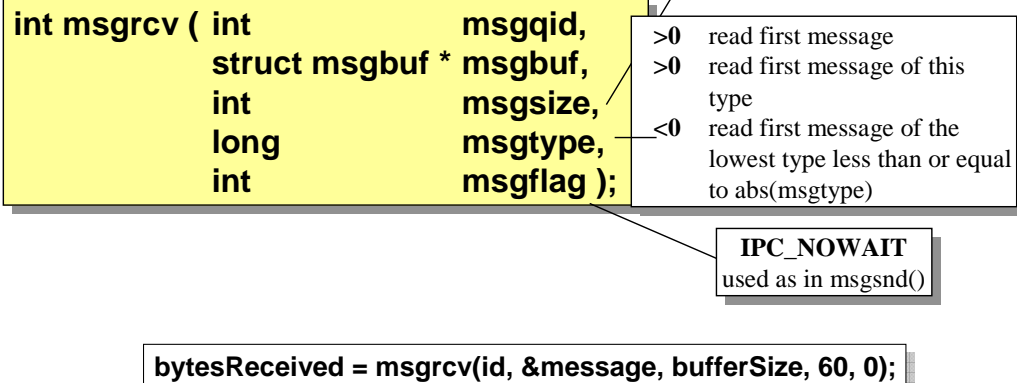 int msgrcv ( int msgqid,
struct msgbuf * msgbuf,
int msgsize,
long msgtype,
int msgflag );
>0 read first message
>0 read first message of this
type
<0 read first message of the
lowest type less than or equal
to abs(msgtype)
IPC_NOWAIT
used as in msgsnd()
bytesReceived = msgrcv(id, &message, bufferSize, 60, 0);